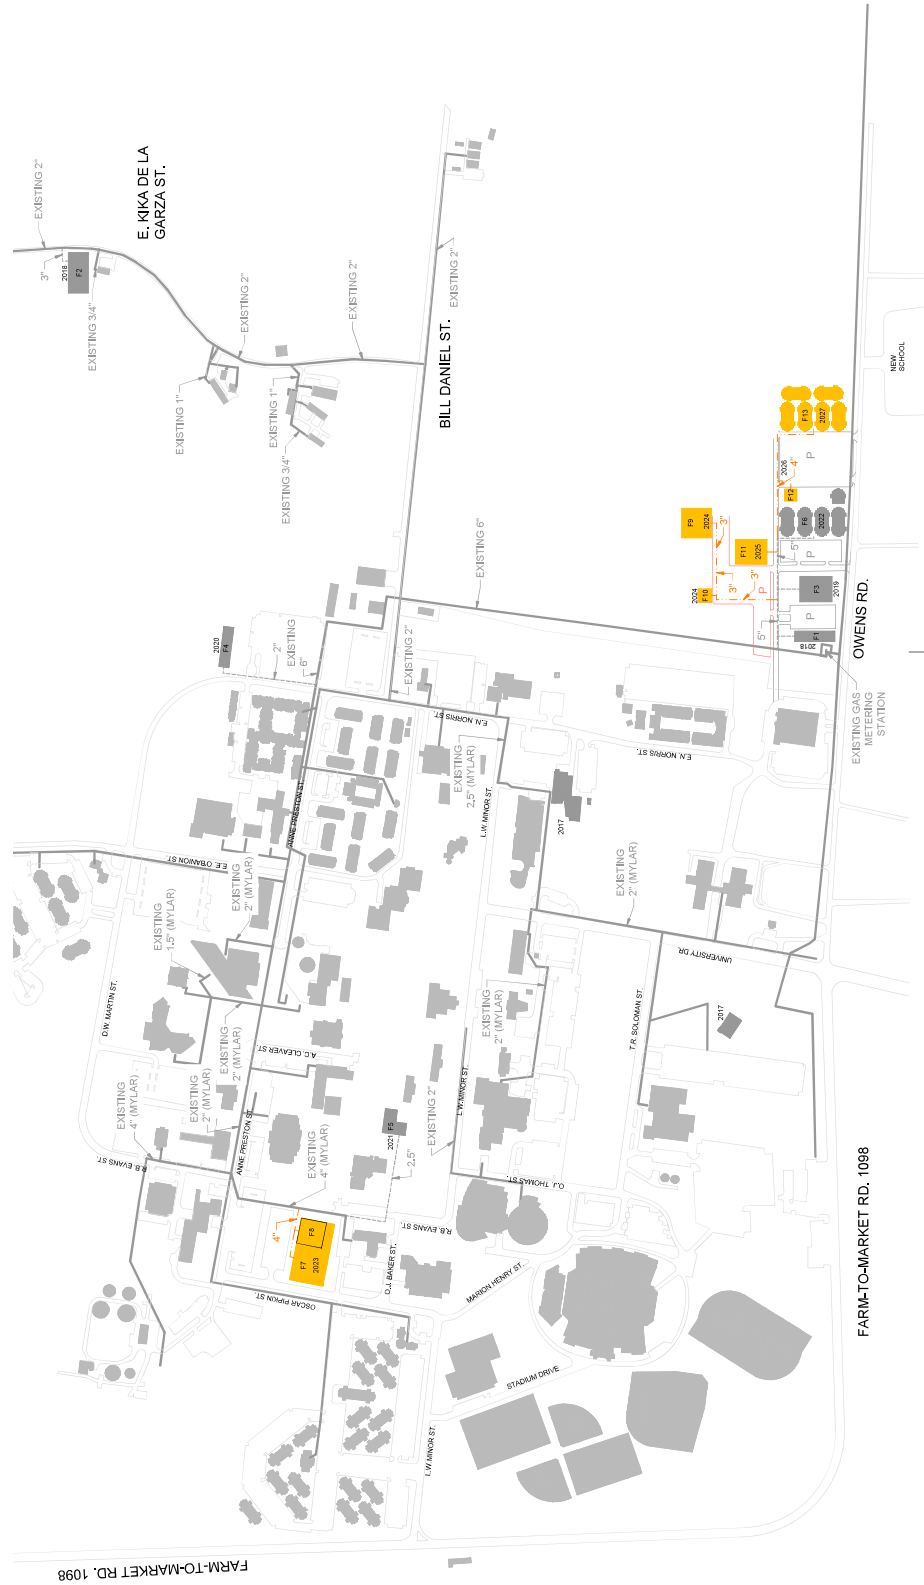 E. KIKA DE LA
GARZA ST.
EXISTING 2"
3"
2018
F2
EXISTING 3/4"
EXISTING 2"
EXISTING 2"
EXISTING 2"
EXISTING 1"
EXISTING 1"
EXISTING 3/4"
BILL DANIEL ST.
NEW
SCHOOL
F13
2027
P
2026
4"
F12
F6
2022
F9
2024
3"
F11
2025
5"
P
3"
3"
2024
F10
P
F3
2019
P
5"
F1
2018
OWENS RD.
EXISTING GAS
METERING
STATION
EXISTING 6"
2020
F4
2"
EXISTING
6"
EXISTING 2"
E.N. NORRIS ST.
E.N. NORRIS ST.
EXISTING
2.5" (MYLAR)
L.W. MINOR ST.
2017
ANNE PRESTON ST.
E.E. O'BANION ST.
EXISTING
2" (MYLAR)
EXISTING
1.5" (MYLAR)
EXISTING
2" (MYLAR)
UNIVERSITY DR.
D.W. MARTIN ST.
EXISTING
2" (MYLAR)
A.C. CLEAVER ST.
EXISTING
2" (MYLAR)
T.R. SOLOMAN ST.
2017
EXISTING
4" (MYLAR)
EXISTING
2" (MYLAR)
L.W. MINOR ST.
EXISTING 2"
2021 F5
2.5"
ANNE PRESTON ST.
R.B. EVANS ST.
EXISTING
4" (MYLAR)
O.J. THOMAS ST.
R.B. EVANS ST.
4"
F8
F7
2023
O.J. BAKER ST.
MARION HENRY ST.
OSCAR PIPKIN ST.
STADIUM DRIVE
L.W. MINOR ST.
FARM-TO-MARKET RD. 1098
FARM-TO-MARKET RD. 1098